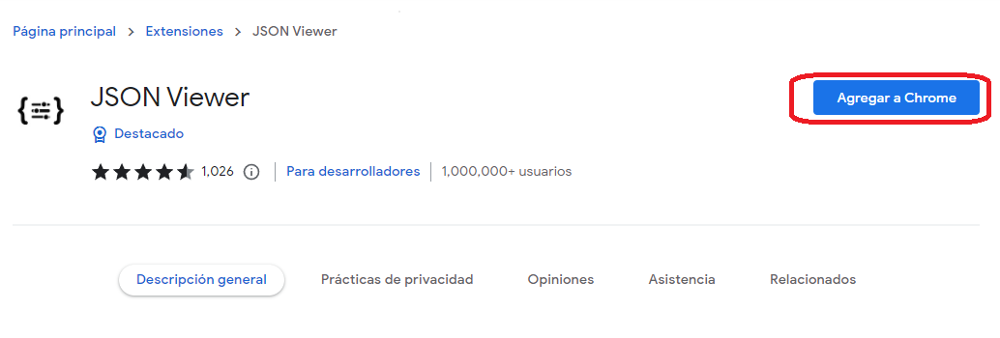 Página principal > Extensiones > JSON Viewer
JSON Viewer
Agregar a Chrome
Destacado
1,026 Para desarrolladores 1,000,000+ usuarios
Descripción general Prácticas de privacidad Opiniones Asistencia Relacionados